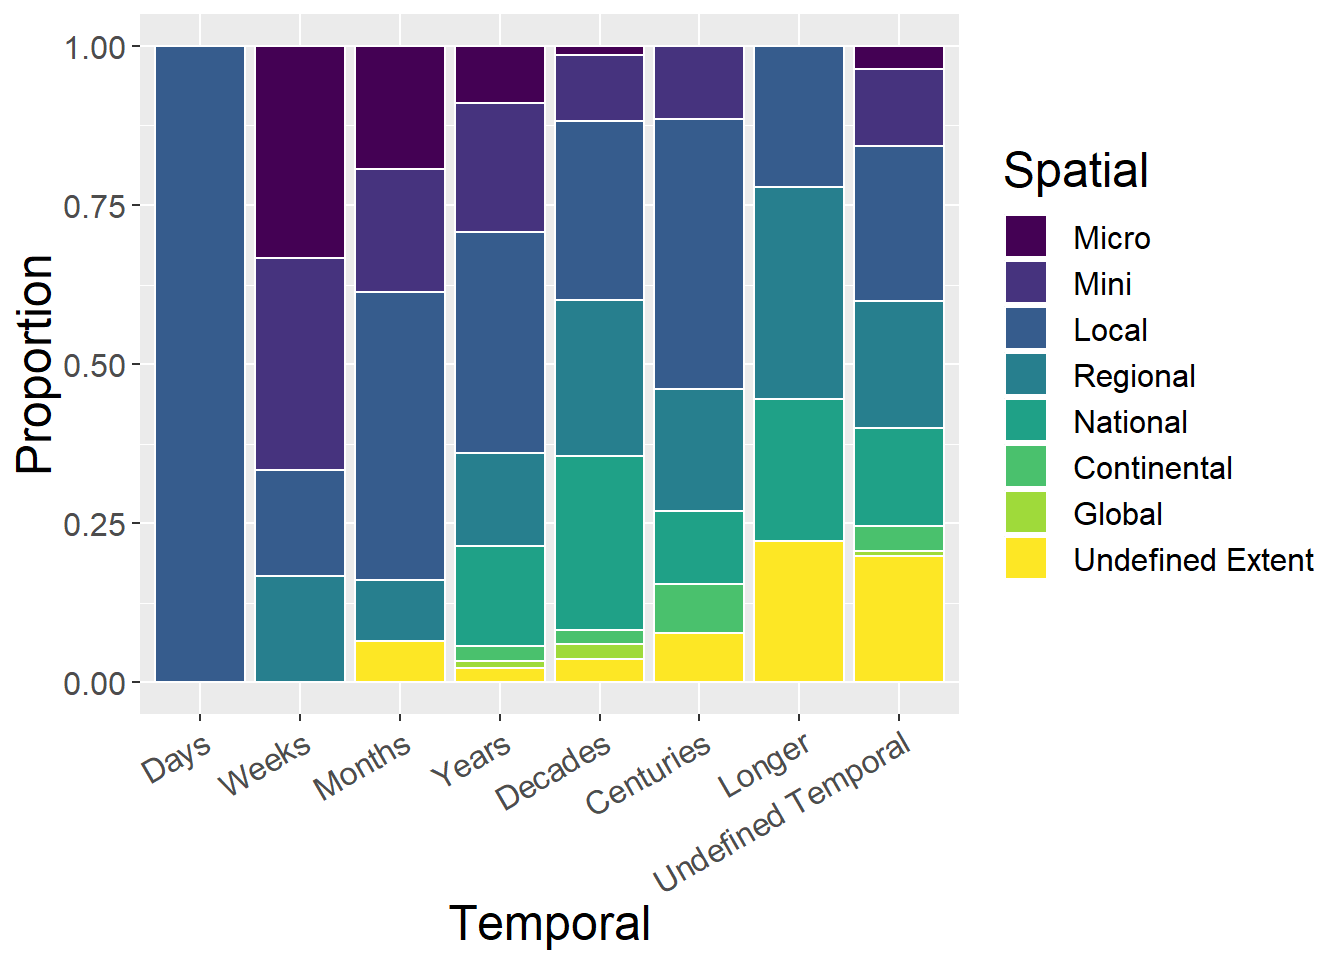 Proportion
1.00
0.75
0.50
0.25
0.00
Days
Weeks
Months
Years
Decades
Centuries
Longer
Undefined Temporal
Temporal
Spatial
Micro
Mini
Local
Regional
National
Continental
Global
Undefined Extent